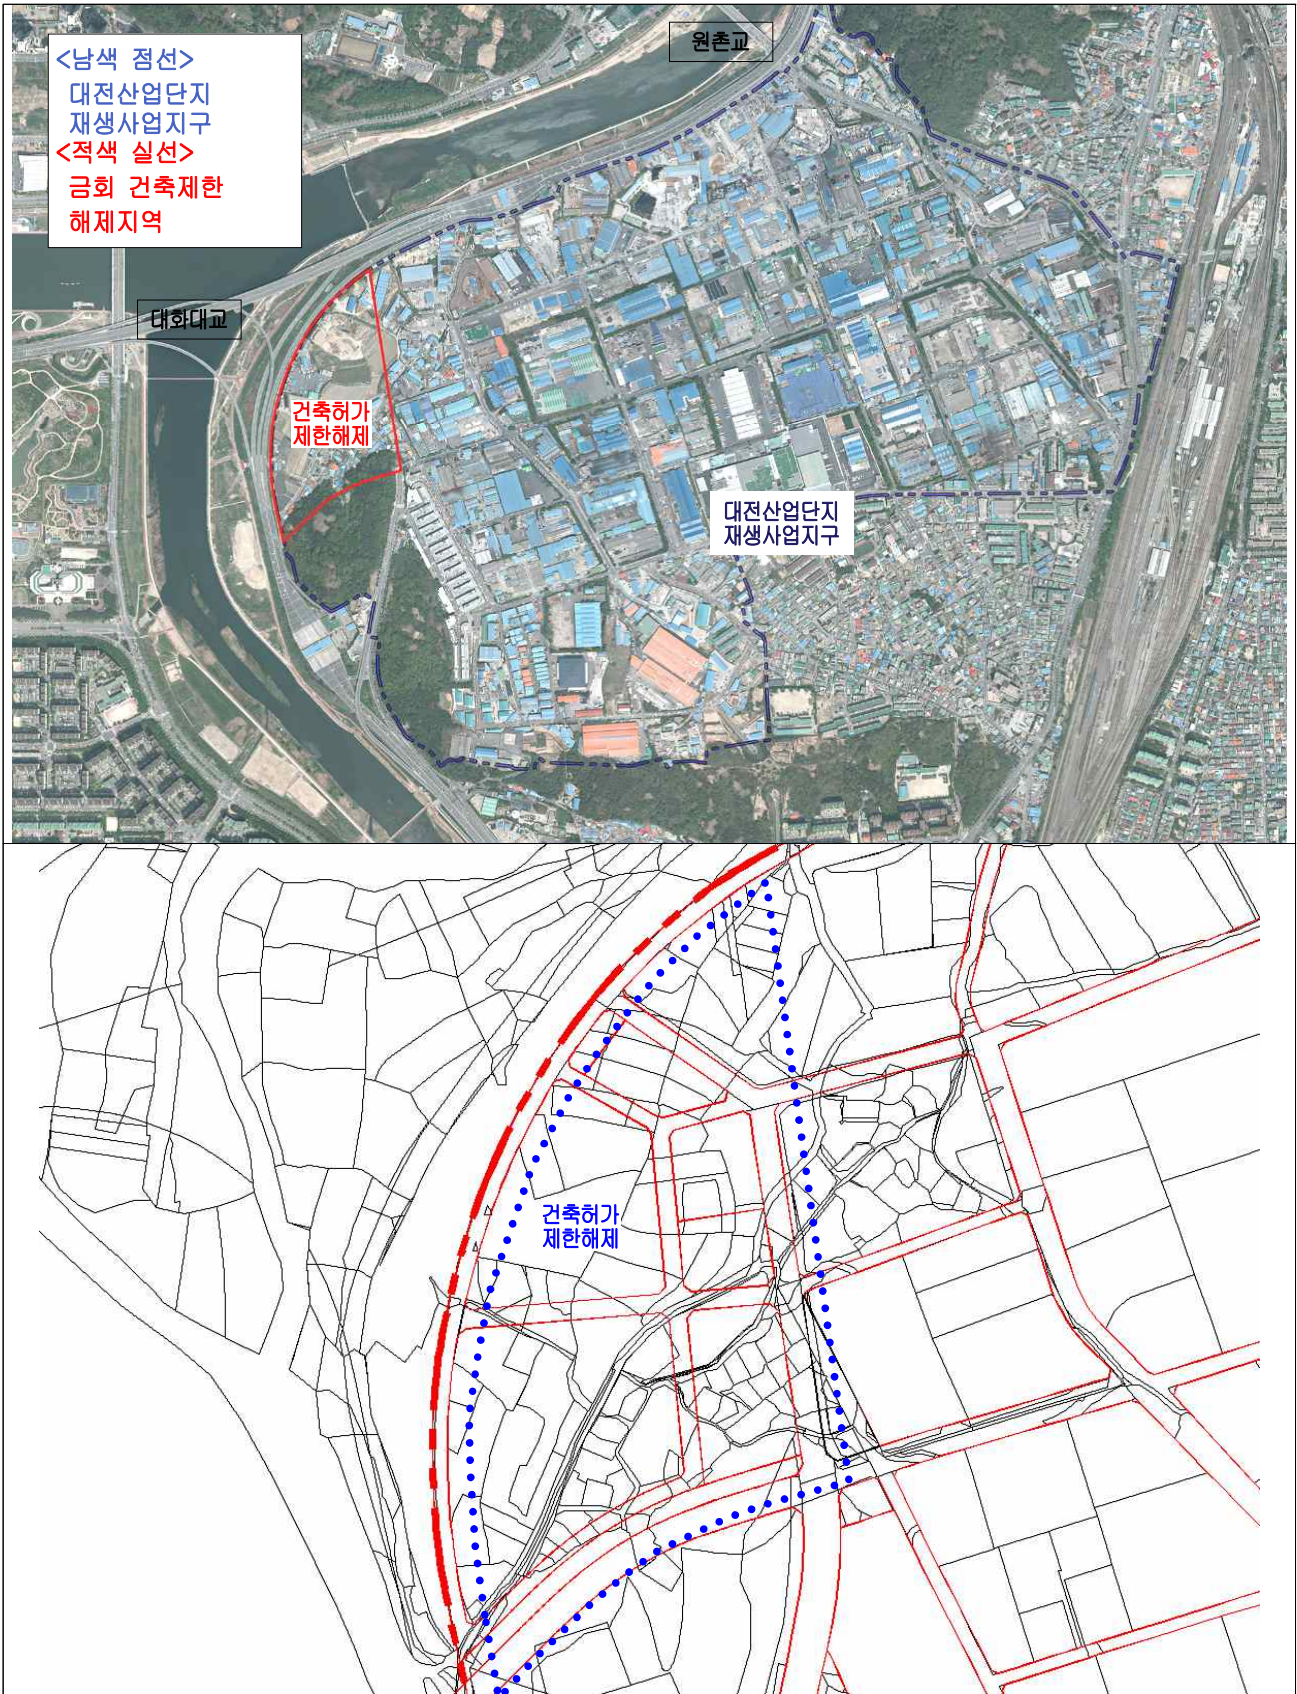 원촌교
<남색 점선>
대전산업단지
재생사업지구
<적색 실선>
금회 건축제한
해제지역
대화대교
건축허가
제한해제
대전산업단지
재생사업지구
건축허가
제한해제